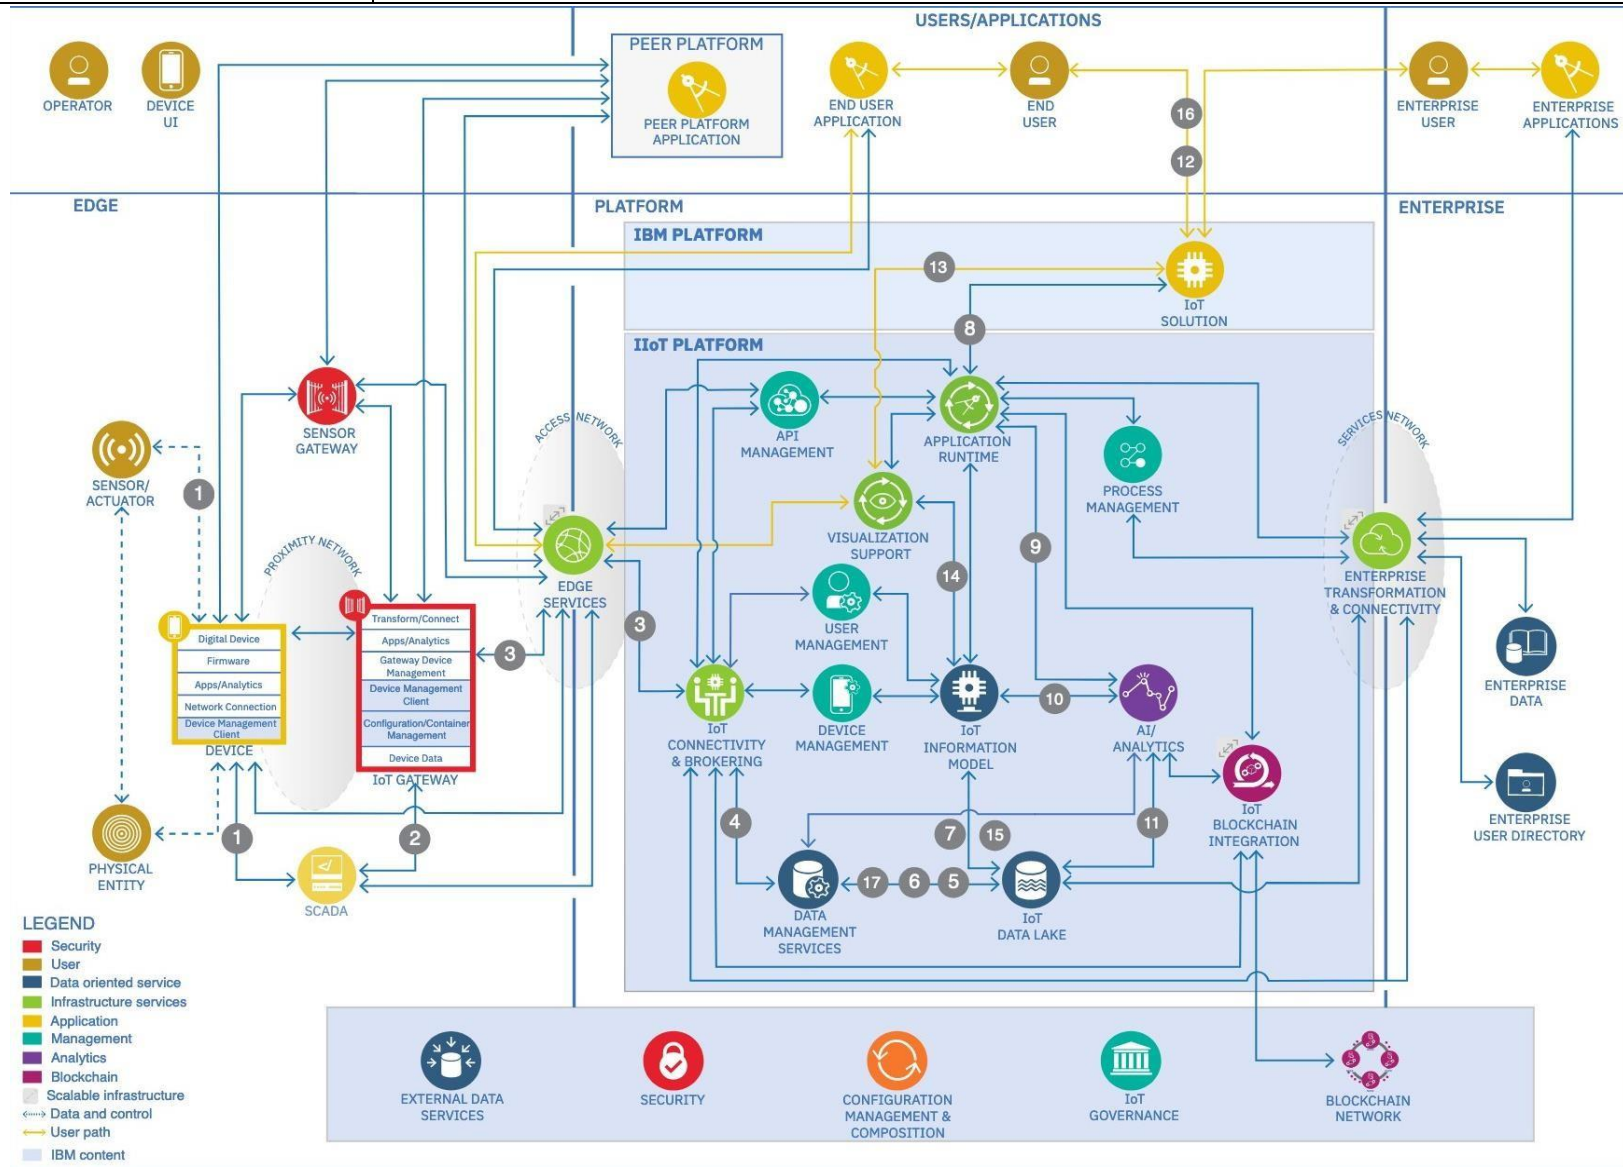 USERS/APPLICATIONS
OPERATOR
DEVICE
UI
PEER PLATFORM
PEER PLATFORM
APPLICATION
END USER
APPLICATION
END
USER
16
12
ENTERPRISE
USER
ENTERPRISE
APPLICATIONS
EDGE
PLATFORM
ENTERPRISE
IBM PLATFORM
13
IoT
SOLUTION
8
IIoT PLATFORM
SENSOR
GATEWAY
ACCESS NETWORK
API
MANAGEMENT
APPLICATION
RUNTIME
SERVICES NETWORK
PROCESS
MANAGEMENT
SENSOR/
ACTUATOR
1
PROXIMITY NETWORK
VISUALIZATION
SUPPORT
9
14
EDGE
SERVICES
ENTERPRISE
TRANSFORMATION
& CONNECTIVITY
USER
MANAGEMENT
3
3
Digital Device
Firmware
Apps/Analytics
Network Connection
Device Management
Client
DEVICE
Transform/Connect
Apps/Analytics
Gateway Device
Management
Device Management
Client
Configuration/Container
Management
Device Data
IoT GATEWAY
IoT
CONNECTIVITY
& BROKERING
DEVICE
MANAGEMENT
IoT
INFORMATION
MODEL
10
AI/
ANALYTICS
ENTERPRISE
DATA
IoT
BLOCKCHAIN
INTEGRATION
ENTERPRISE
USER DIRECTORY
PHYSICAL
ENTITY
1
2
</>
SCADA
4
7
15
11
17
6
5
DATA
MANAGEMENT
SERVICES
IoT
DATA LAKE
LEGEND
Security
User
Data oriented service
Infrastructure services
Application
Management
Analytics
Blockchain
Scalable infrastructure
Data and control
User path
IBM content
EXTERNAL DATA
SERVICES
SECURITY
CONFIGURATION
MANAGEMENT &
COMPOSITION
IoT
GOVERNANCE
BLOCKCHAIN
NETWORK